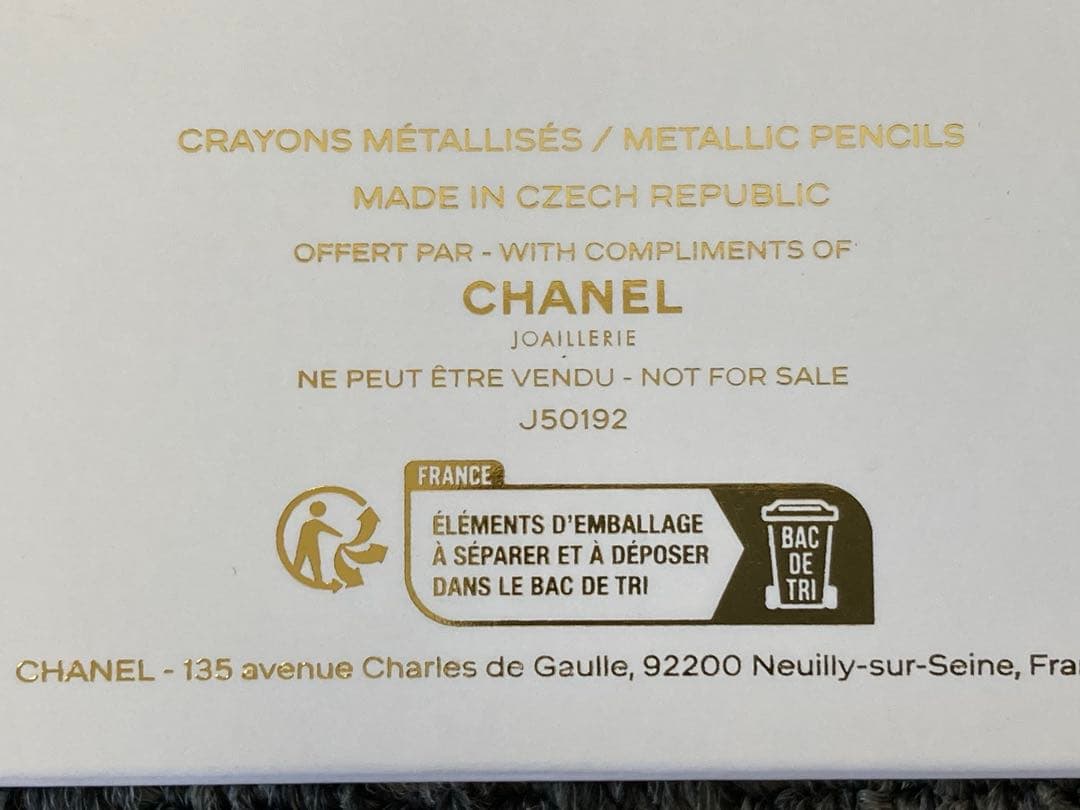 CRAYONS MÉTALLISÉS / METALLIC PENCILS
MADE IN CZECH REPUBLIC
OFFERT PAR - WITH COMPLIMENTS OF
CHANEL
JOAILLERIE
NE PEUT ÊTRE VENDU - NOT FOR SALE
J50192
FRANCE
ÉLÉMENTS D'EMBALLAGE
À SÉPARER ET À DÉPOSER
DANS LE BAC DE TRI
BAC
DE
TRI
CHANEL - 135 avenue Charles de Gaulle, 92200 Neuilly-sur-Seine,